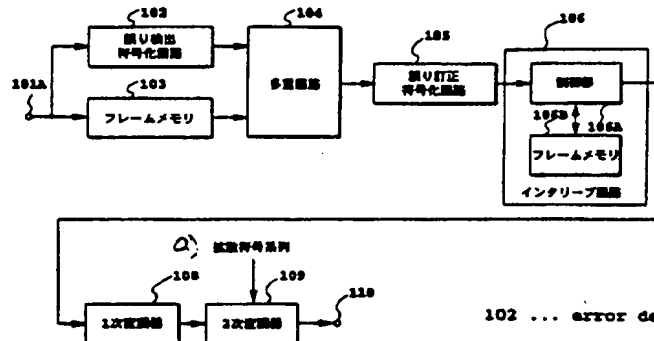 102
誤り検出
符号化回路
104
101A
103
フレームメモリ
多重回路
105
誤り訂正
符号化回路
106
制御部
106B
106A
フレームメモリ
インタリーブ回路
a)
拡散符号系列
108
109
110
1次変調器
2次変調器
102 ... error de